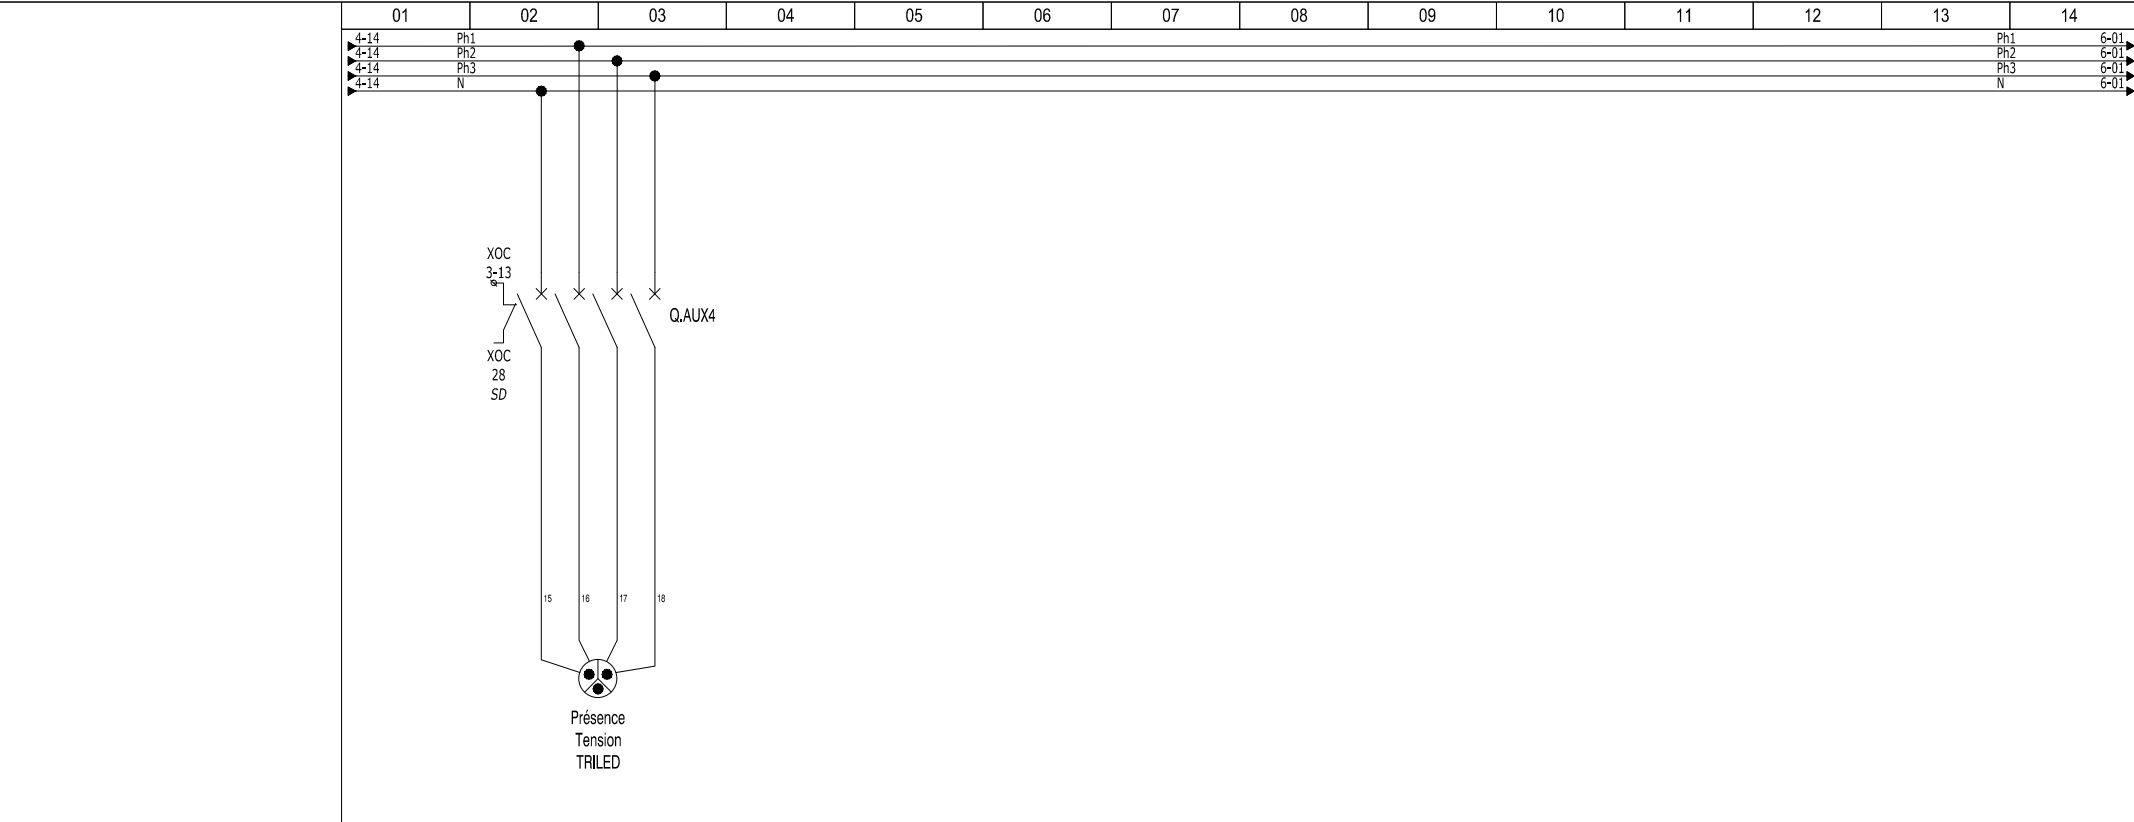 01 02 03 04 05 06 07 08 09 10 11 12 13 14
4-14 Ph1 Ph1 6-01
4-14 Ph2 Ph2 6-01
4-14 Ph3 Ph3 6-01
4-14 N N 6-01
XOC
3-13
Q.AUX4
XOC
28
SD
15 16 17 18
Présence
Tension
TRILED